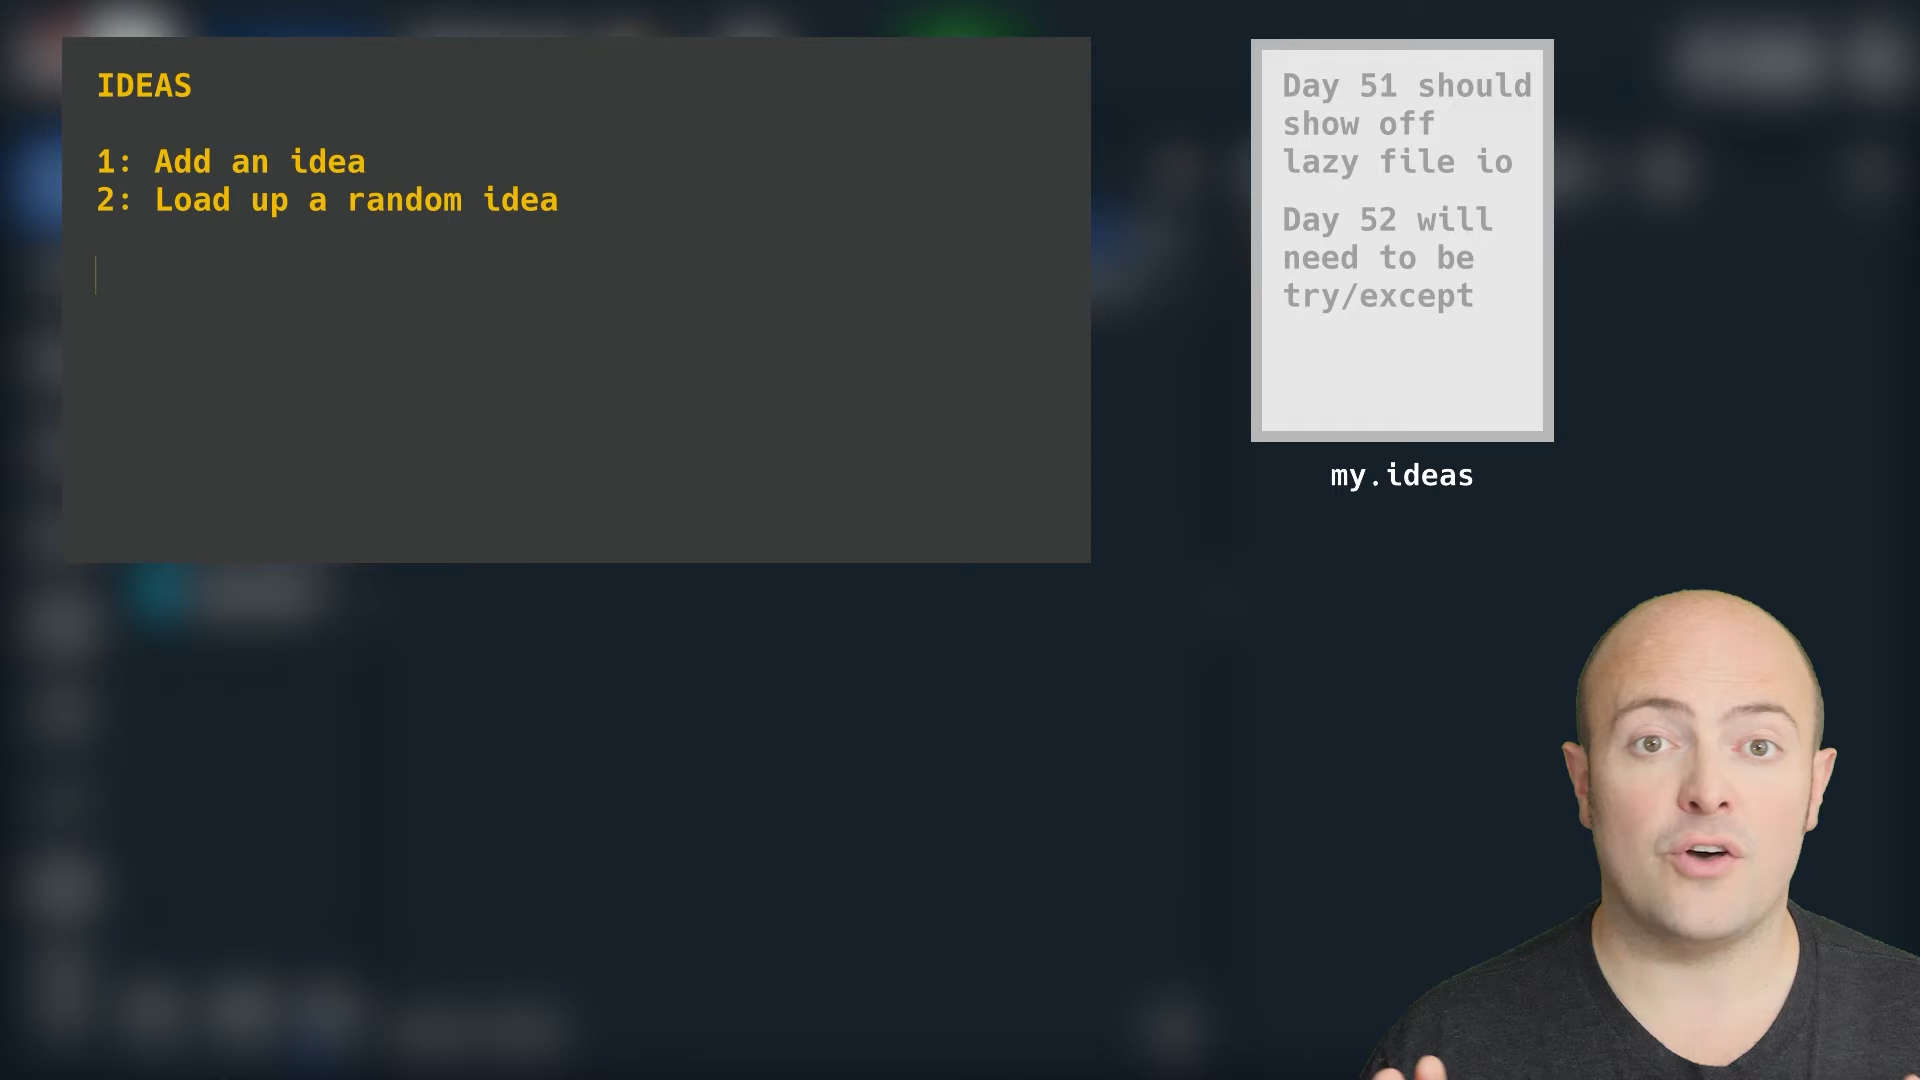 IDEAS
1: Add an idea
2: Load up a random idea
Day 51 should
show off
lazy file io
Day 52 will
need to be
try/except
my.ideas